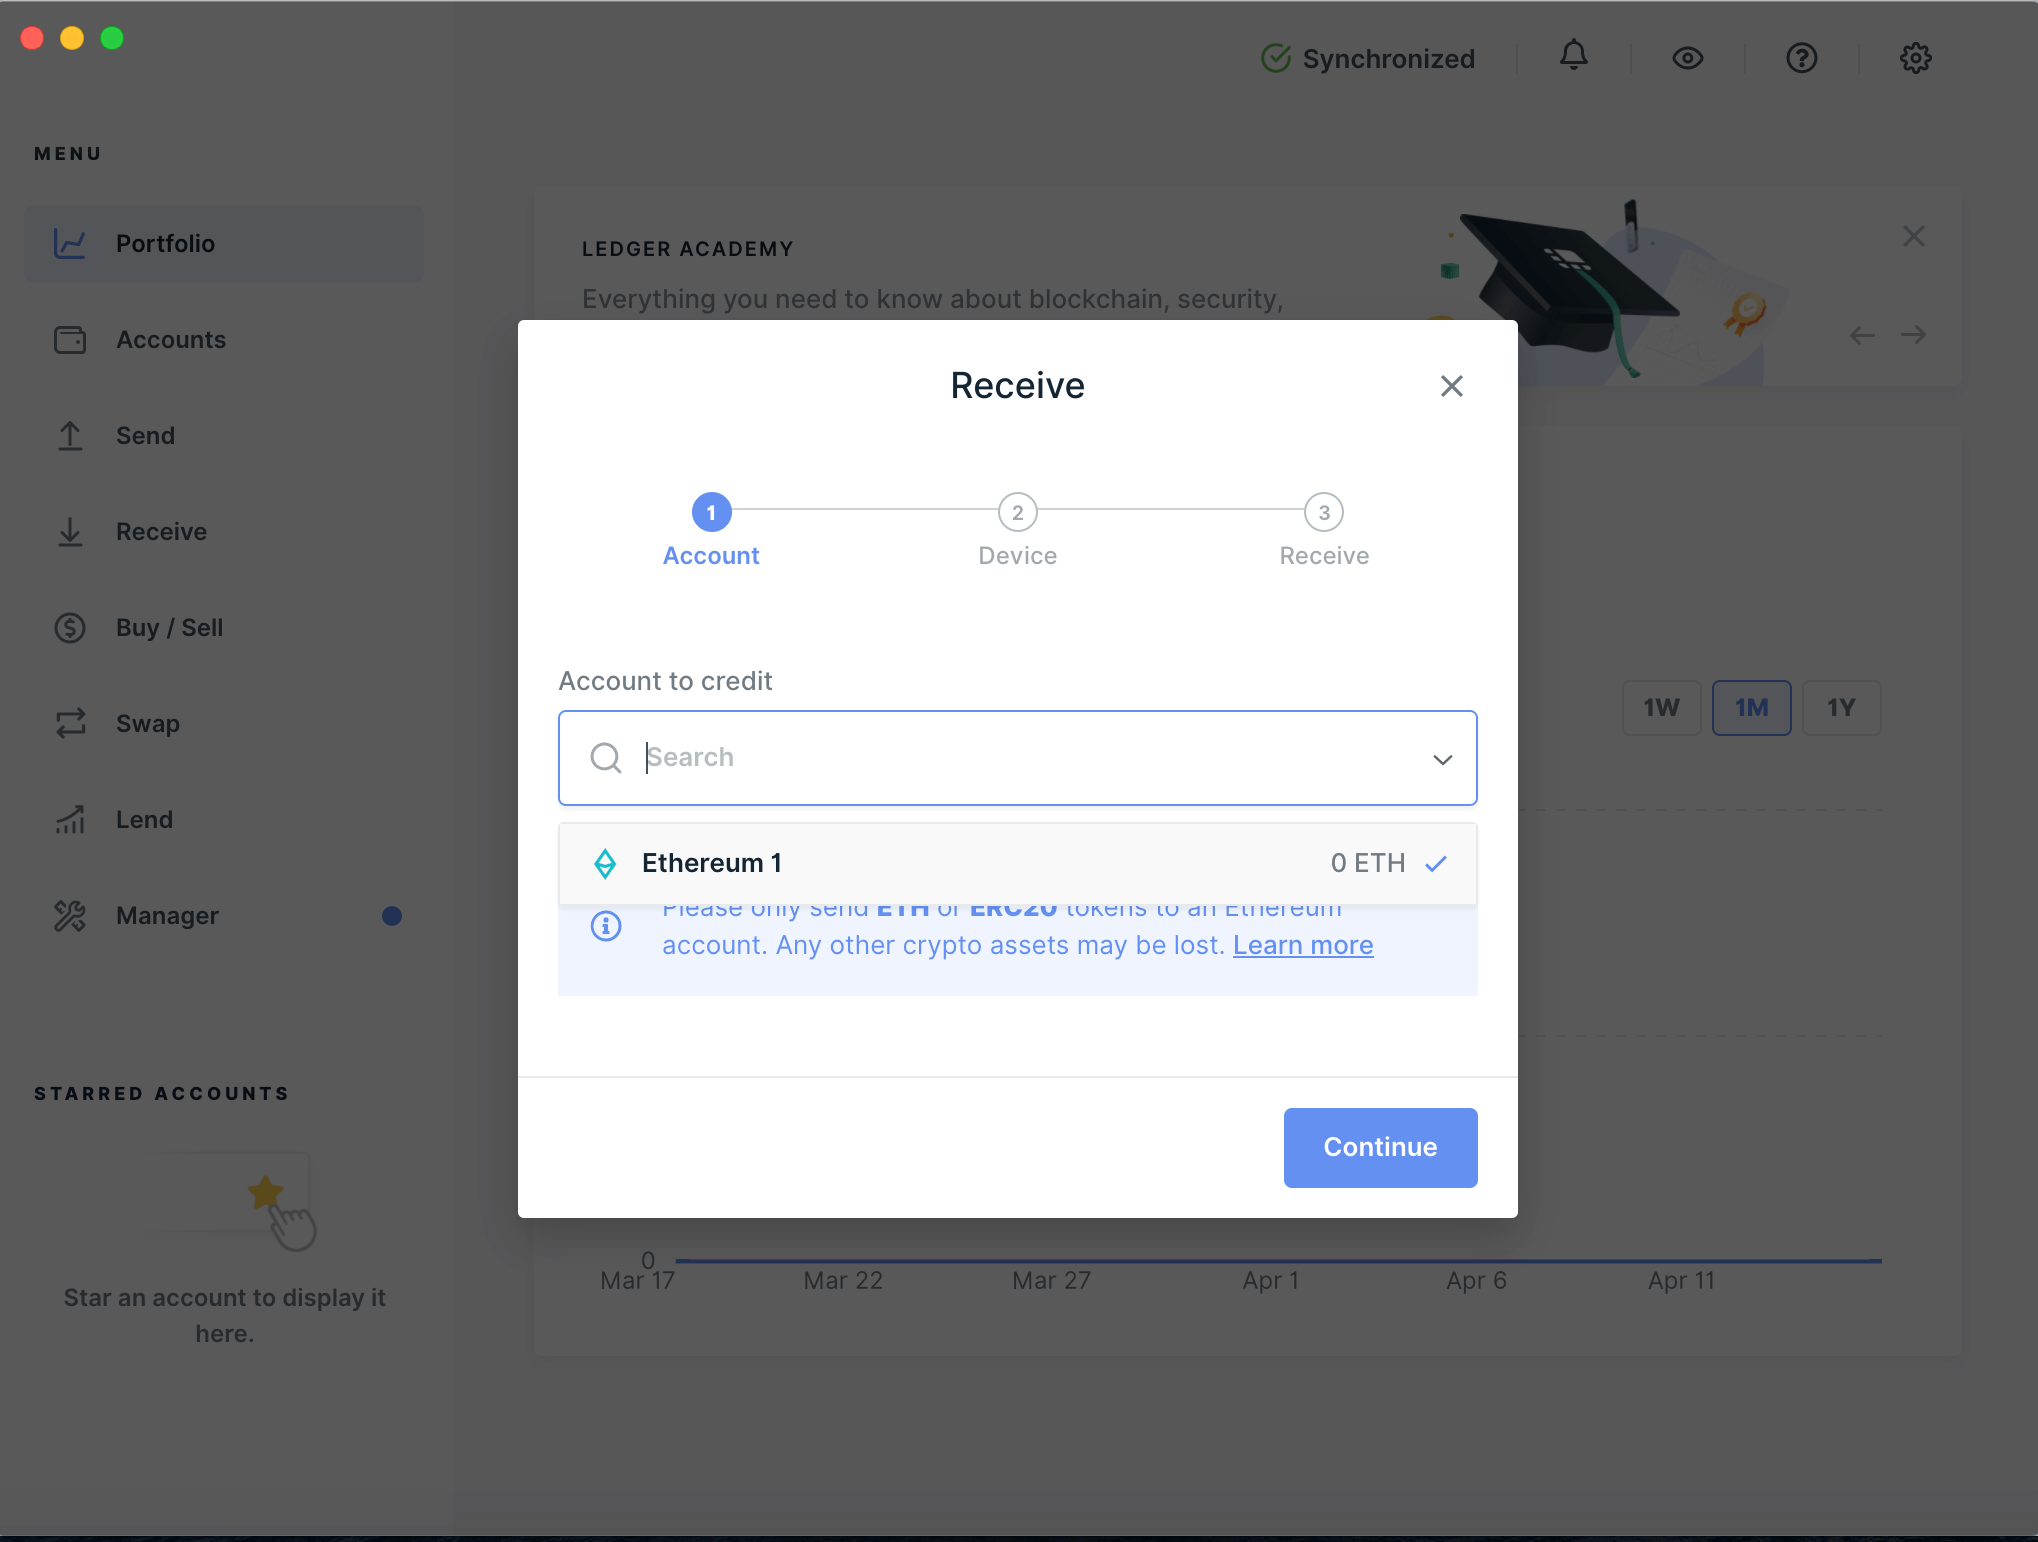 Synchronized
MENU
Portfolio
Accounts
Send
Receive
Buy / Sell
Swap
Lend
Manager
STARRED ACCOUNTS
Star an account to display it
here.
LEDGER ACADEMY
Everything you need to know about blockchain, security,
Receive
1
2
3
Account
Device
Receive
Account to credit
Search
Ethereum 1
0 ETH
Please only send ETH or ERC20 tokens to an Ethereum
account. Any other crypto assets may be lost. Learn more
Continue
1W
1M
1Y
0
Mar 17
Mar 22
Mar 27
Apr 1
Apr 6
Apr 11